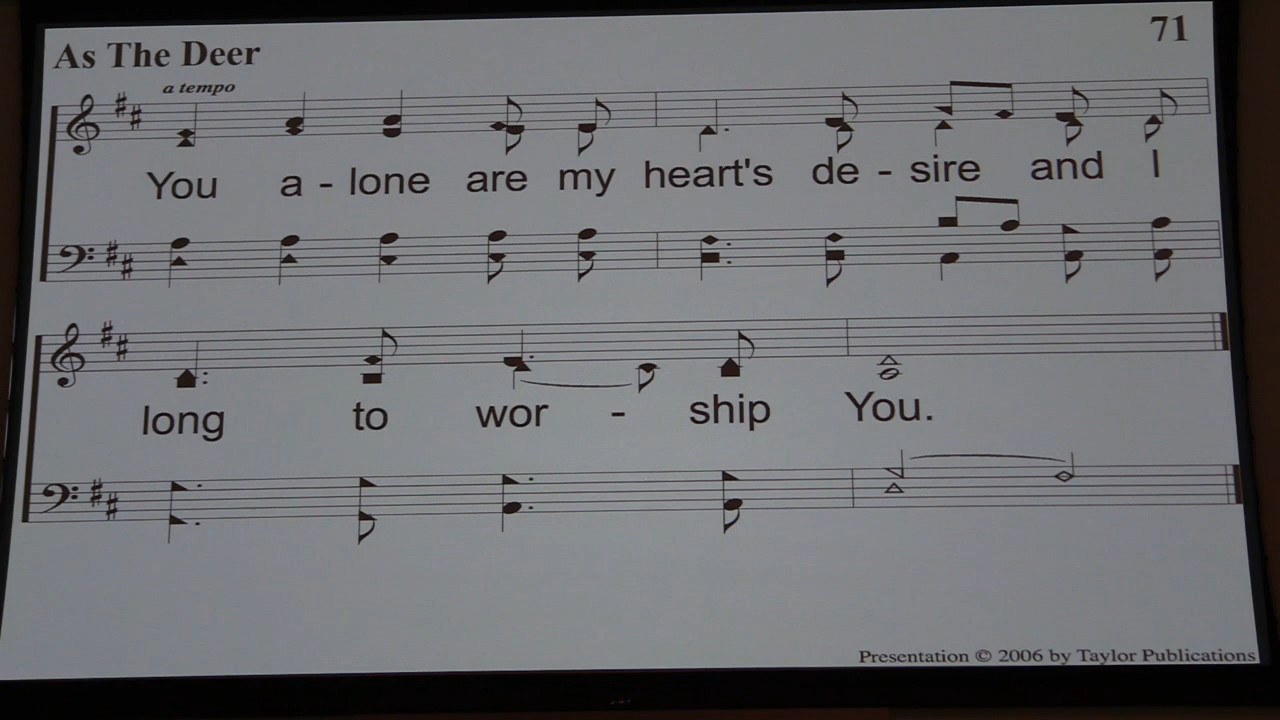 As The Deer
71
a tempo
You a - lone are my heart's de - sire and I
long to wor - ship You.
Presentation © 2006 by Taylor Publications